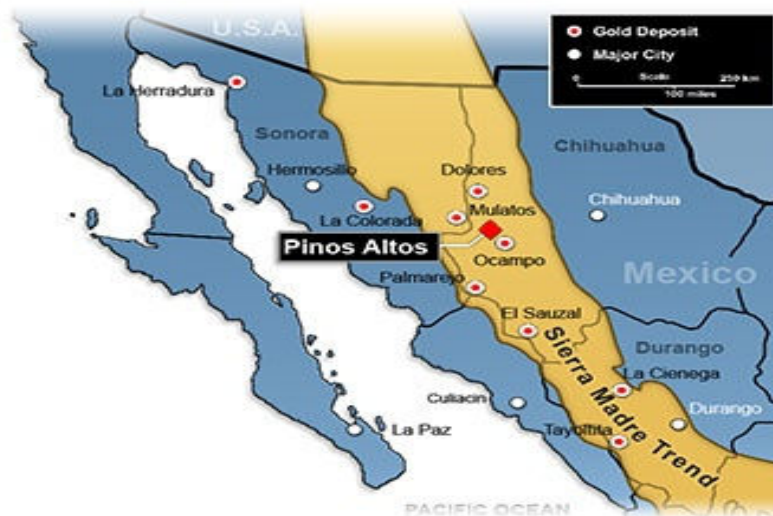 U.S.A.
Gold Deposit
Major City
Scale
0 250 km
100 miles
La Herradura
Sonora
Chihuahua
Hermosillo
Dolores
Chihuahua
La Colorada
Mulatos
Pinos Altos
Ocampo
Mexico
Palmarejo
El Sauzal
Durango
La Cienega
Sierra Madre Trend
Culiacin
Durango
La Paz
Tayoltita
PACIFIC OCEAN